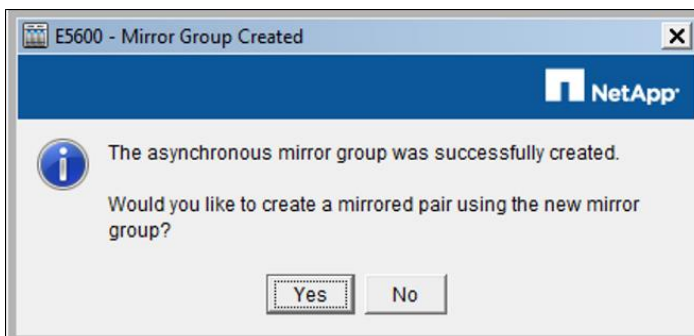 E5600 - Mirror Group Created
NetApp
The asynchronous mirror group was successfully created.
Would you like to create a mirrored pair using the new mirror
group?
Yes No